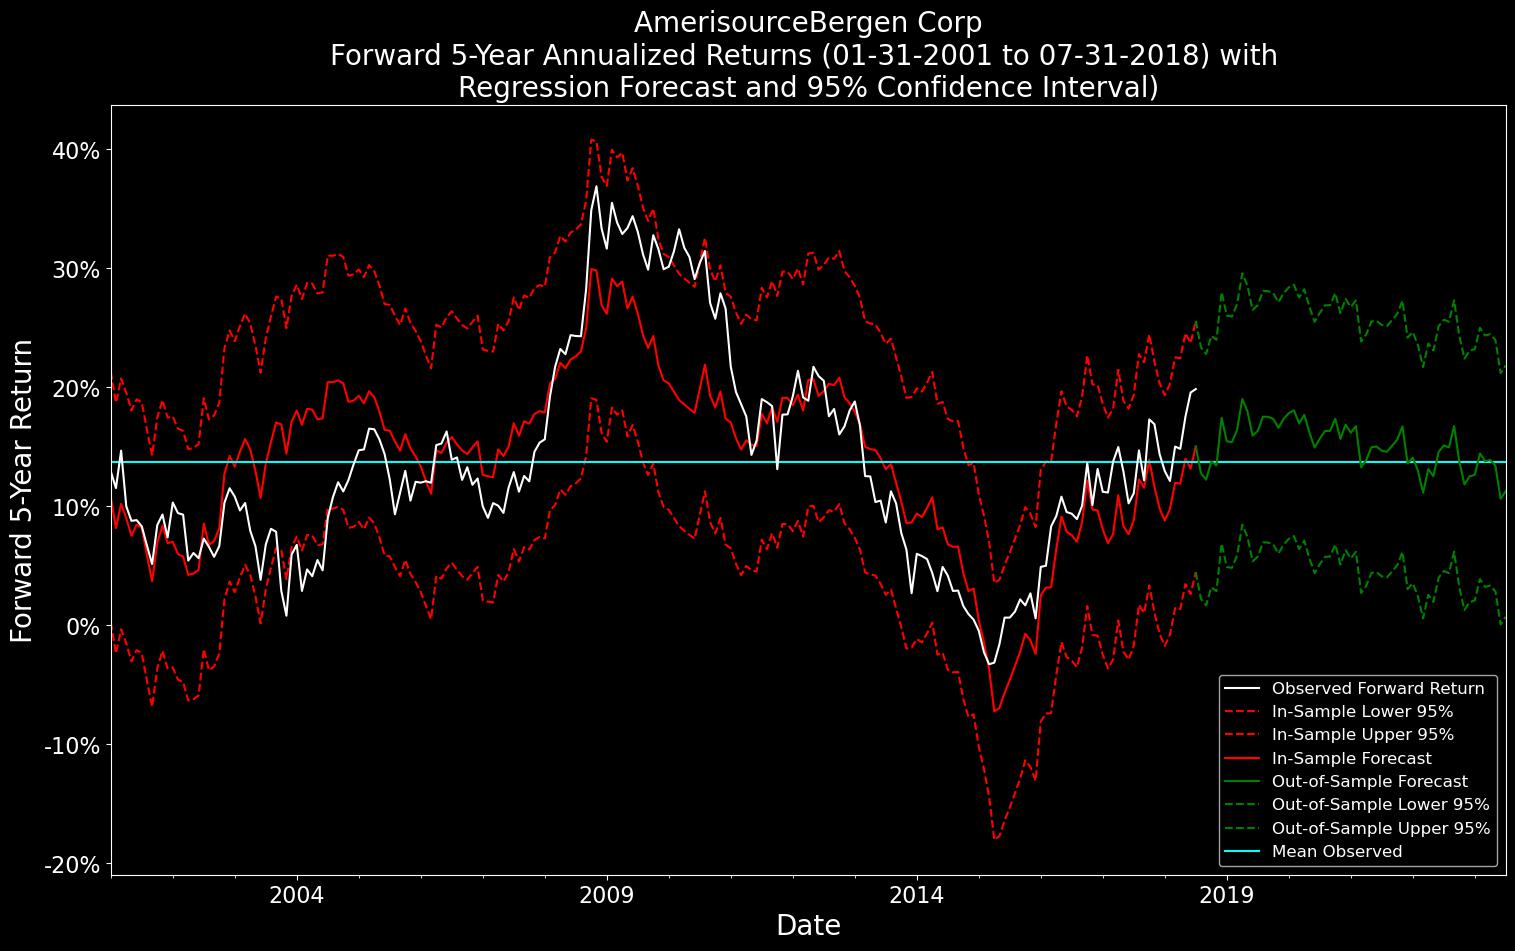 AmerisourceBergen Corp
Forward 5-Year Annualized Returns (01-31-2001 to 07-31-2018) with
Regression Forecast and 95% Confidence Interval)
Forward 5-Year Return
40%
30%
20%
10%
0%
-10%
-20%
Observed Forward Return
In-Sample Lower 95%
In-Sample Upper 95%
In-Sample Forecast
Out-of-Sample Forecast
Out-of-Sample Lower 95%
Out-of-Sample Upper 95%
Mean Observed
2004 2009 2014 2019
Date